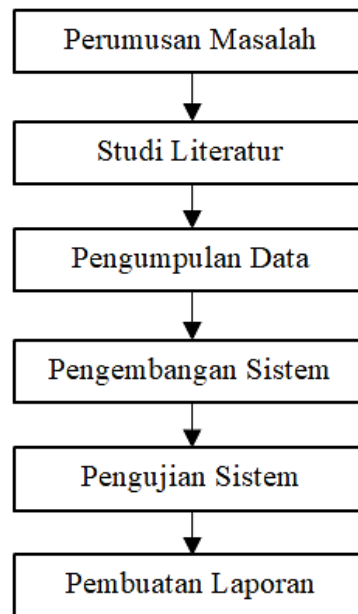 Perumusan Masalah
Studi Literatur
Pengumpulan Data
Pengembangan Sistem
Pengujian Sistem
Pembuatan Laporan